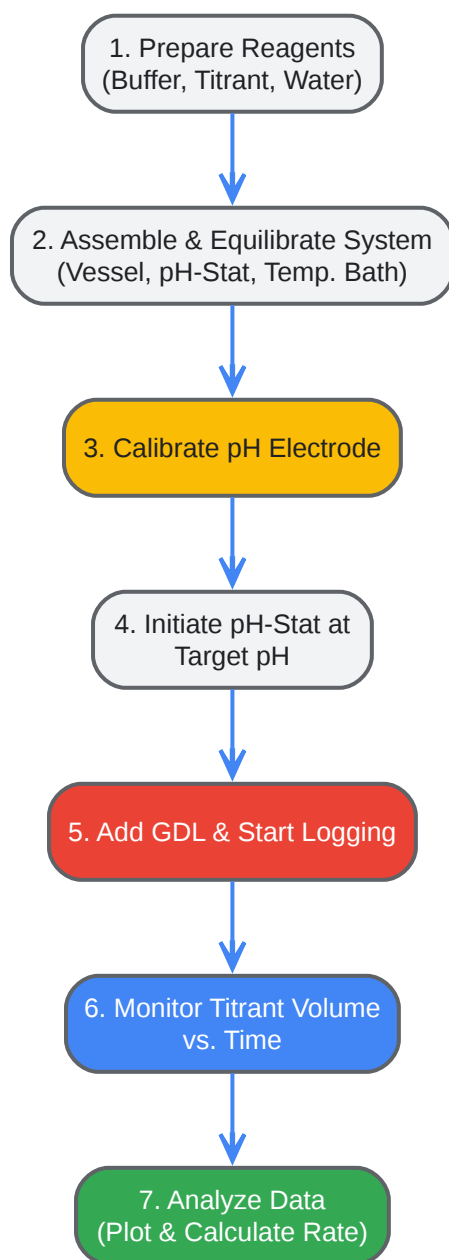 1. Prepare Reagents
(Buffer, Titrant, Water)
2. Assemble & Equilibrate System
(Vessel, pH-Stat, Temp. Bath)
3. Calibrate pH Electrode
4. Initiate pH-Stat at
Target pH
5. Add GDL & Start Logging
6. Monitor Titrant Volume
vs. Time
7. Analyze Data
(Plot & Calculate Rate)